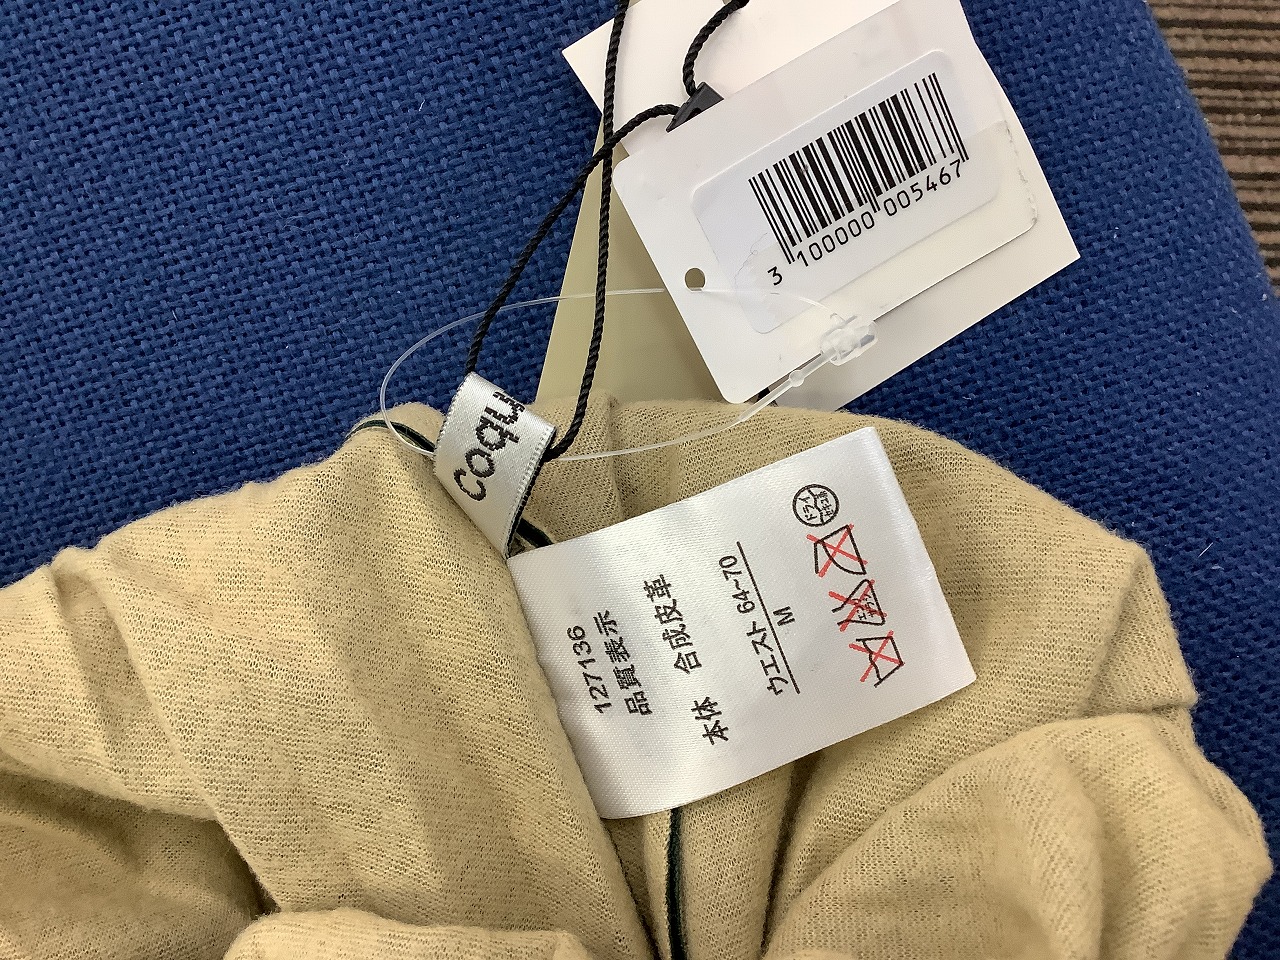 3 100000 005467
Coqu
127136
品質表示
本体 合成皮革
ウエスト 64~70
M
ドライ